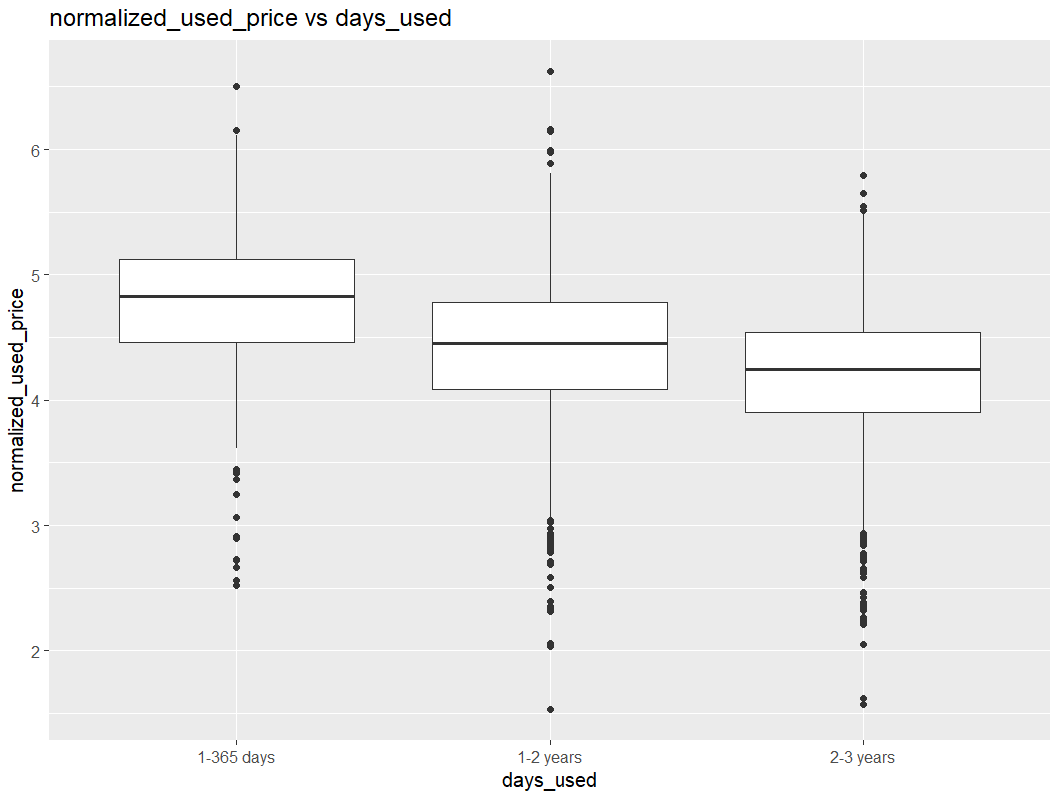 normalized_used_price vs days_used
normalized_used_price
6
5
4
3
2
1-365 days
1-2 years
2-3 years
days_used